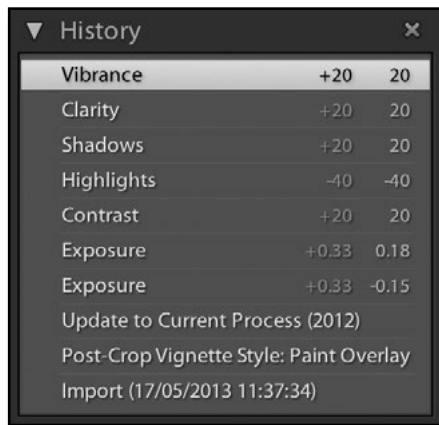 History
Vibrance +20 20
Clarity +20 20
Shadows +20 20
Highlights -40 -40
Contrast +20 20
Exposure +0.33 0.18
Exposure +0.33 -0.15
Update to Current Process (2012)
Post-Crop Vignette Style: Paint Overlay
Import (17/05/2013 11:37:34)